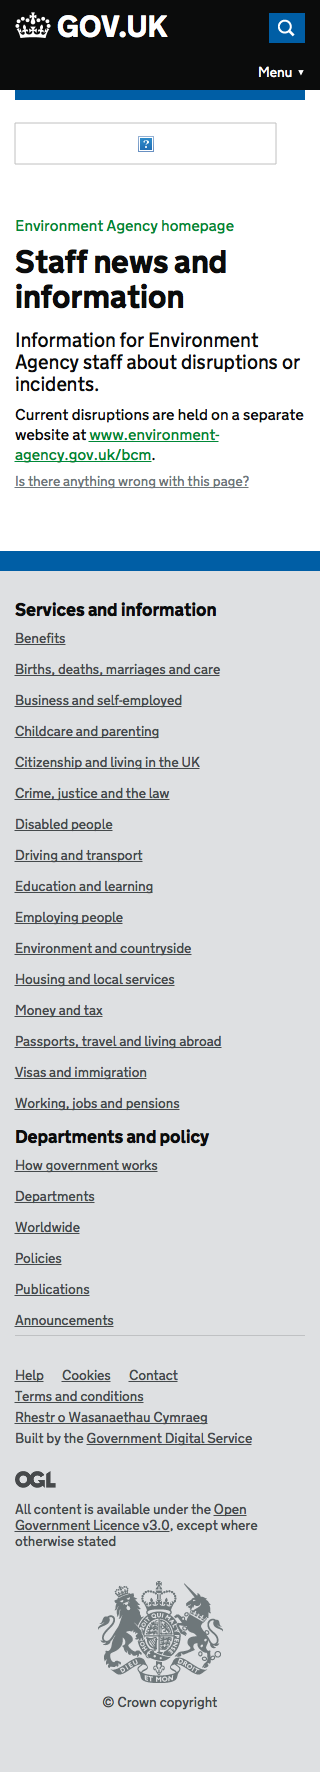 GOV.UK
Menu ▼
?
Environment Agency homepage
Staff news and
information
Information for Environment
Agency staff about disruptions or
incidents.
Current disruptions are held on a separate
website at www.environment-
agency.gov.uk/bcm.
Is there anything wrong with this page?
Services and information
Benefits
Births, deaths, marriages and care
Business and self-employed
Childcare and parenting
Citizenship and living in the UK
Crime, justice and the law
Disabled people
Driving and transport
Education and learning
Employing people
Environment and countryside
Housing and local services
Money and tax
Passports, travel and living abroad
Visas and immigration
Working, jobs and pensions
Departments and policy
How government works
Departments
Worldwide
Policies
Publications
Announcements
Help Cookies Contact
Terms and conditions
Rhestr o Wasanaethau Cymraeg
Built by the Government Digital Service
OGL
All content is available under the Open
Government Licence v3.0, except where
otherwise stated
DIEU ET MON DROIT
© Crown copyright